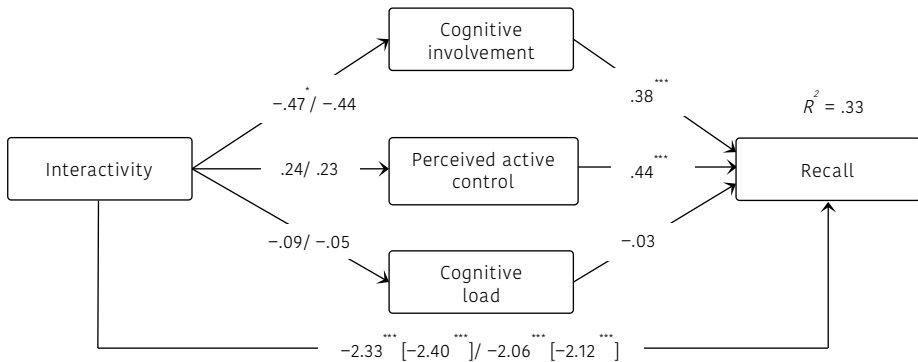 Cognitive
involvement
−.47*/ −.44
.38***
R² = .33
Interactivity
.24/ .23
Perceived active
control
.44***
Recall
−.09/ −.05
−.03
Cognitive
load
−2.33*** [−2.40***]/ −2.06*** [−2.12***]